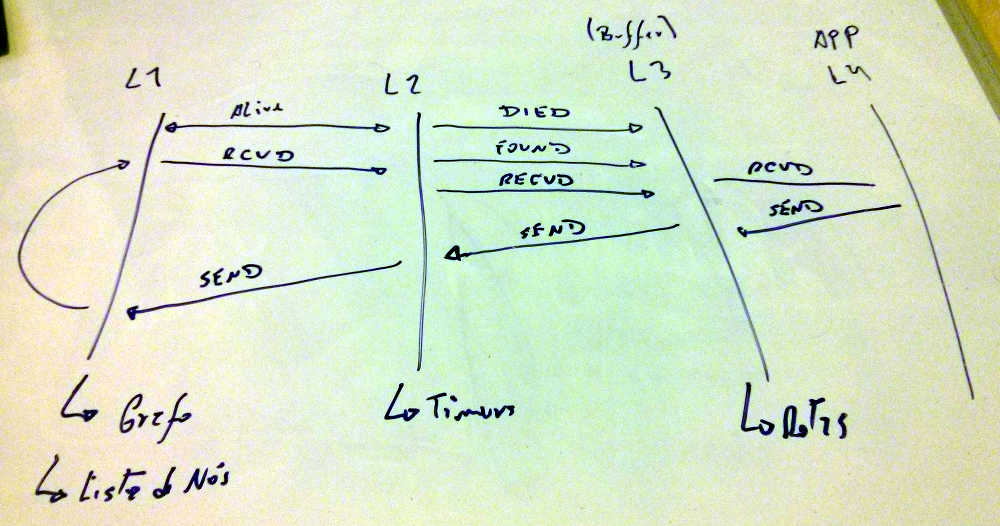 (Buffer) APP
L1 L2 L3 L4
Alive DIED
RCVD FOUND RCVD
RECVD SEND
SEND
SEND
↳ Grafo ↳ Timers ↳ Rotas
↳ Lista d Nós